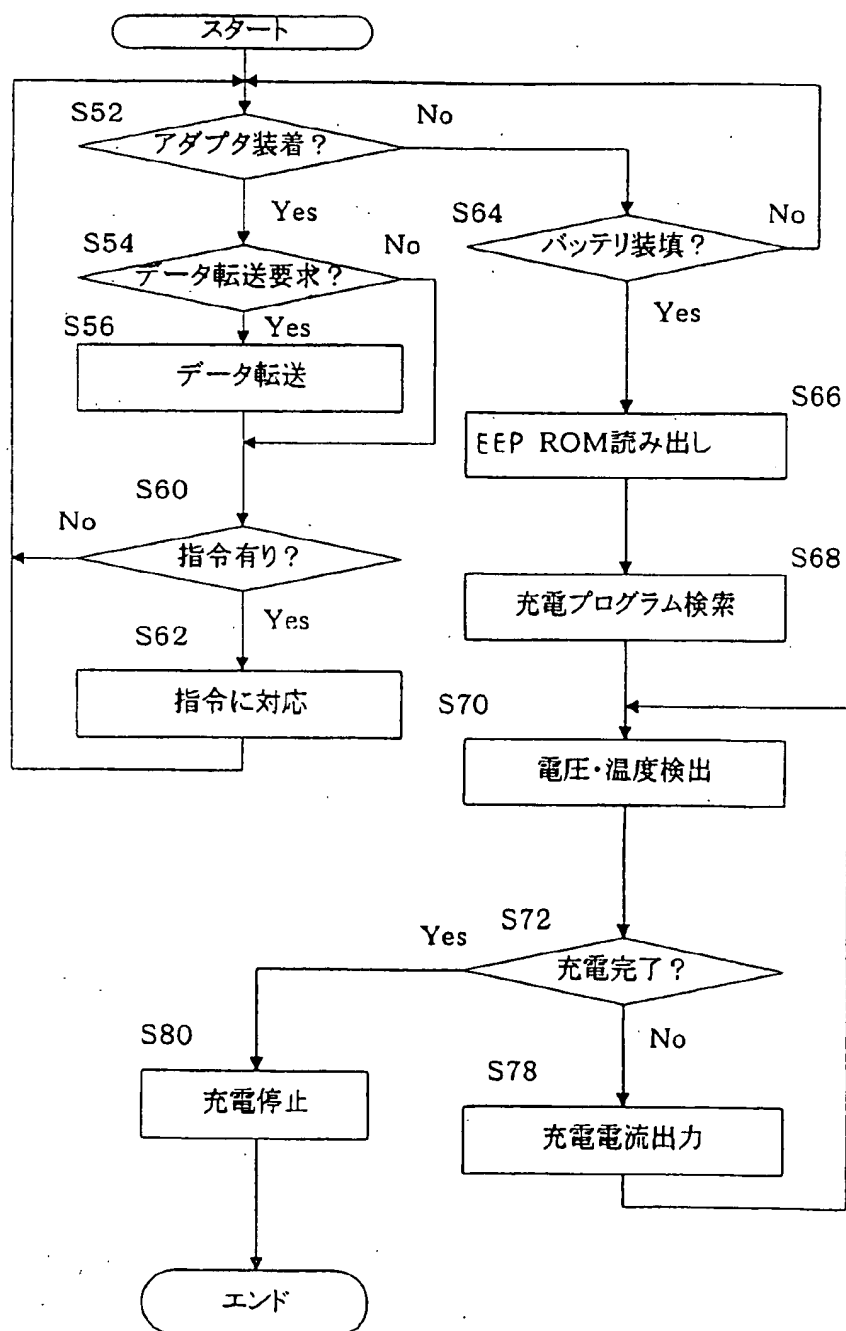 スタート
S52
アダプタ装着?
No
Yes
S54
データ転送要求?
No
Yes
S56
データ転送
S60
指令有り?
No
Yes
S62
指令に対応
S64
バッテリ装填?
No
Yes
S66
EEP ROM読み出し
S68
充電プログラム検索
S70
電圧・温度検出
S72
充電完了?
Yes
No
S80
充電停止
S78
充電電流出力
エンド